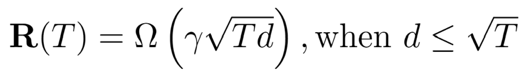 R(T) = Ω(γ√Td), when d ≤ √T